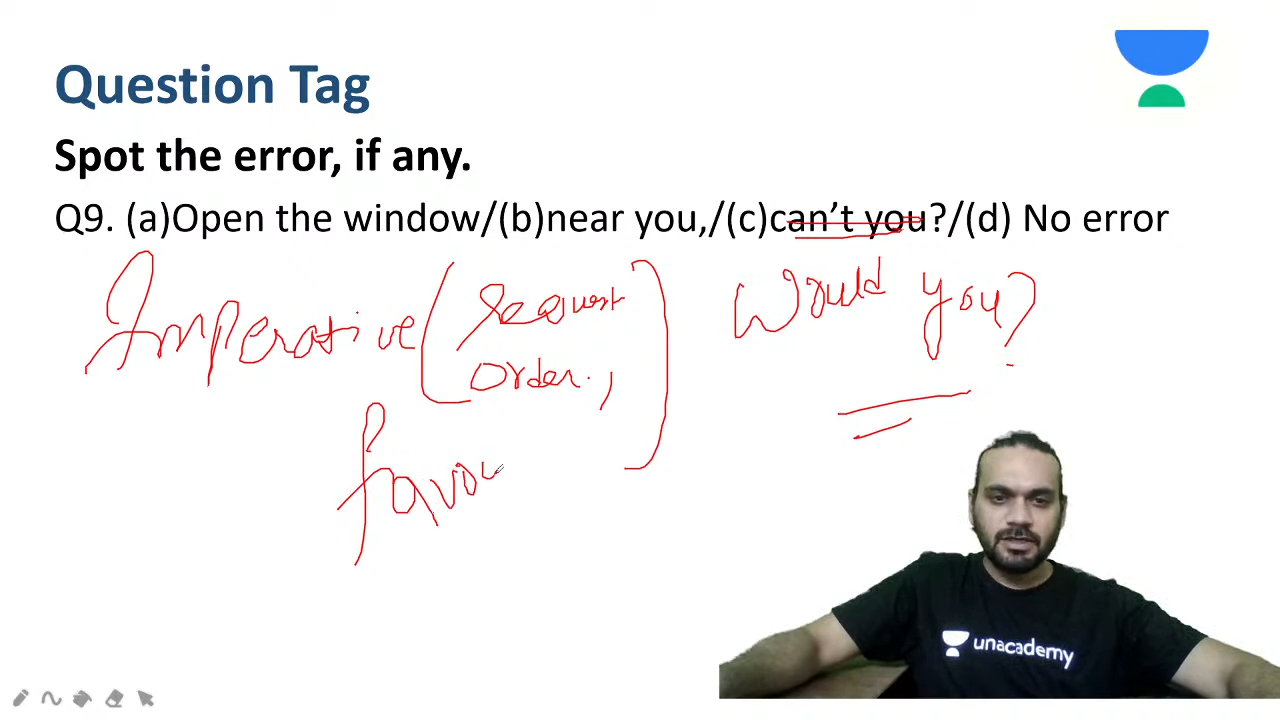 Question Tag
Spot the error, if any.
Q9. (a)Open the window/(b)near you,/(c)can't you?/(d) No error
Imperative (request
order.,
favou
Would you?
unacademy